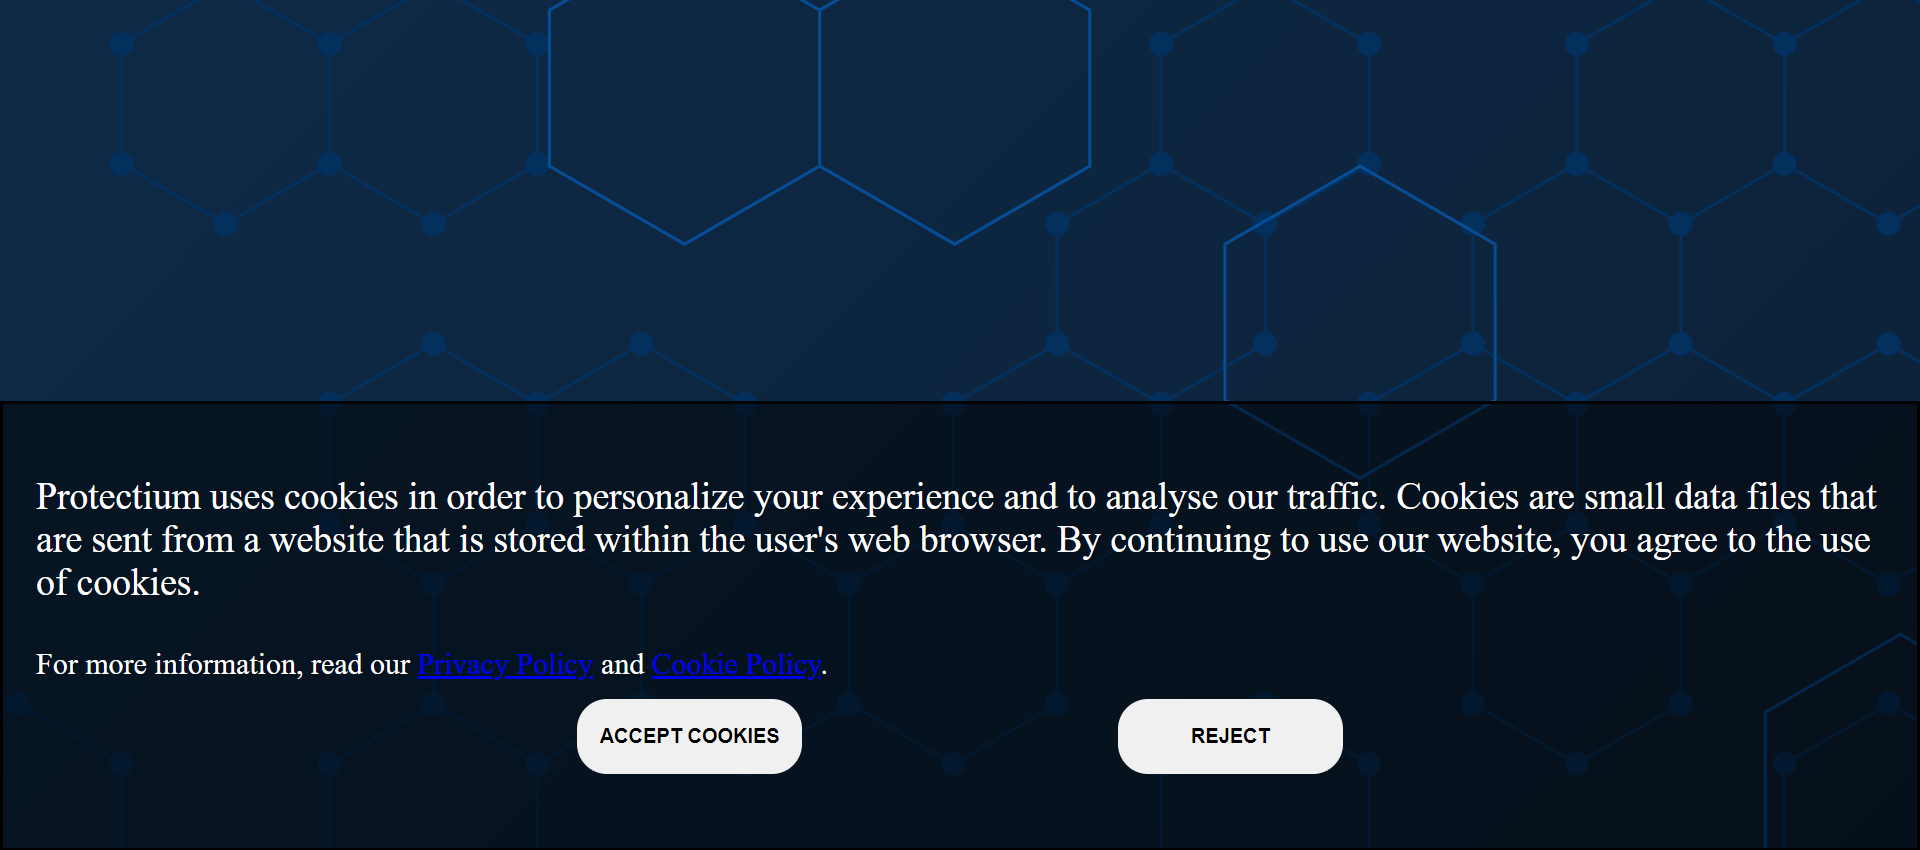 Protectium uses cookies in order to personalize your experience and to analyse our traffic. Cookies are small data files that
are sent from a website that is stored within the user's web browser. By continuing to use our website, you agree to the use
of cookies.
For more information, read our Privacy Policy and Cookie Policy.
ACCEPT COOKIES
REJECT